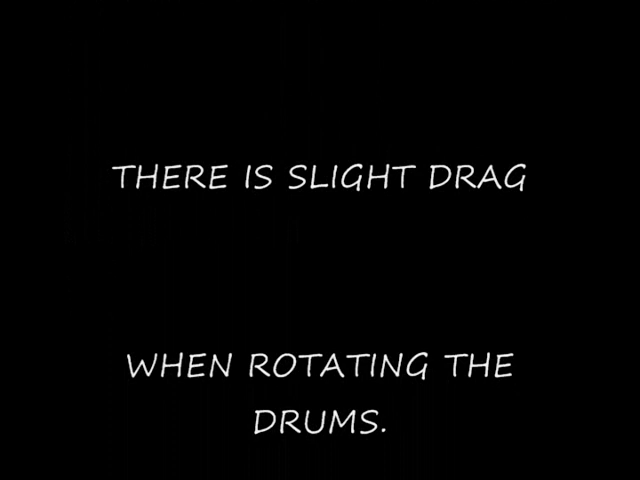 THERE IS SLIGHT DRAG
WHEN ROTATING THE
DRUMS.